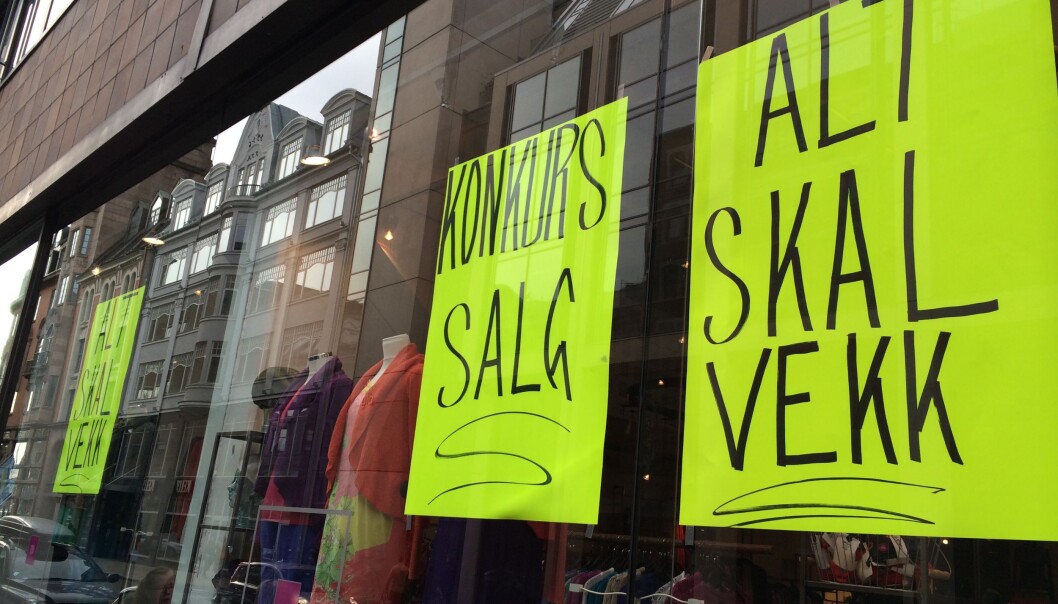 ALT
SKAL
VEKK
KONKURS
SALG
ALT
SKAL
VEKK